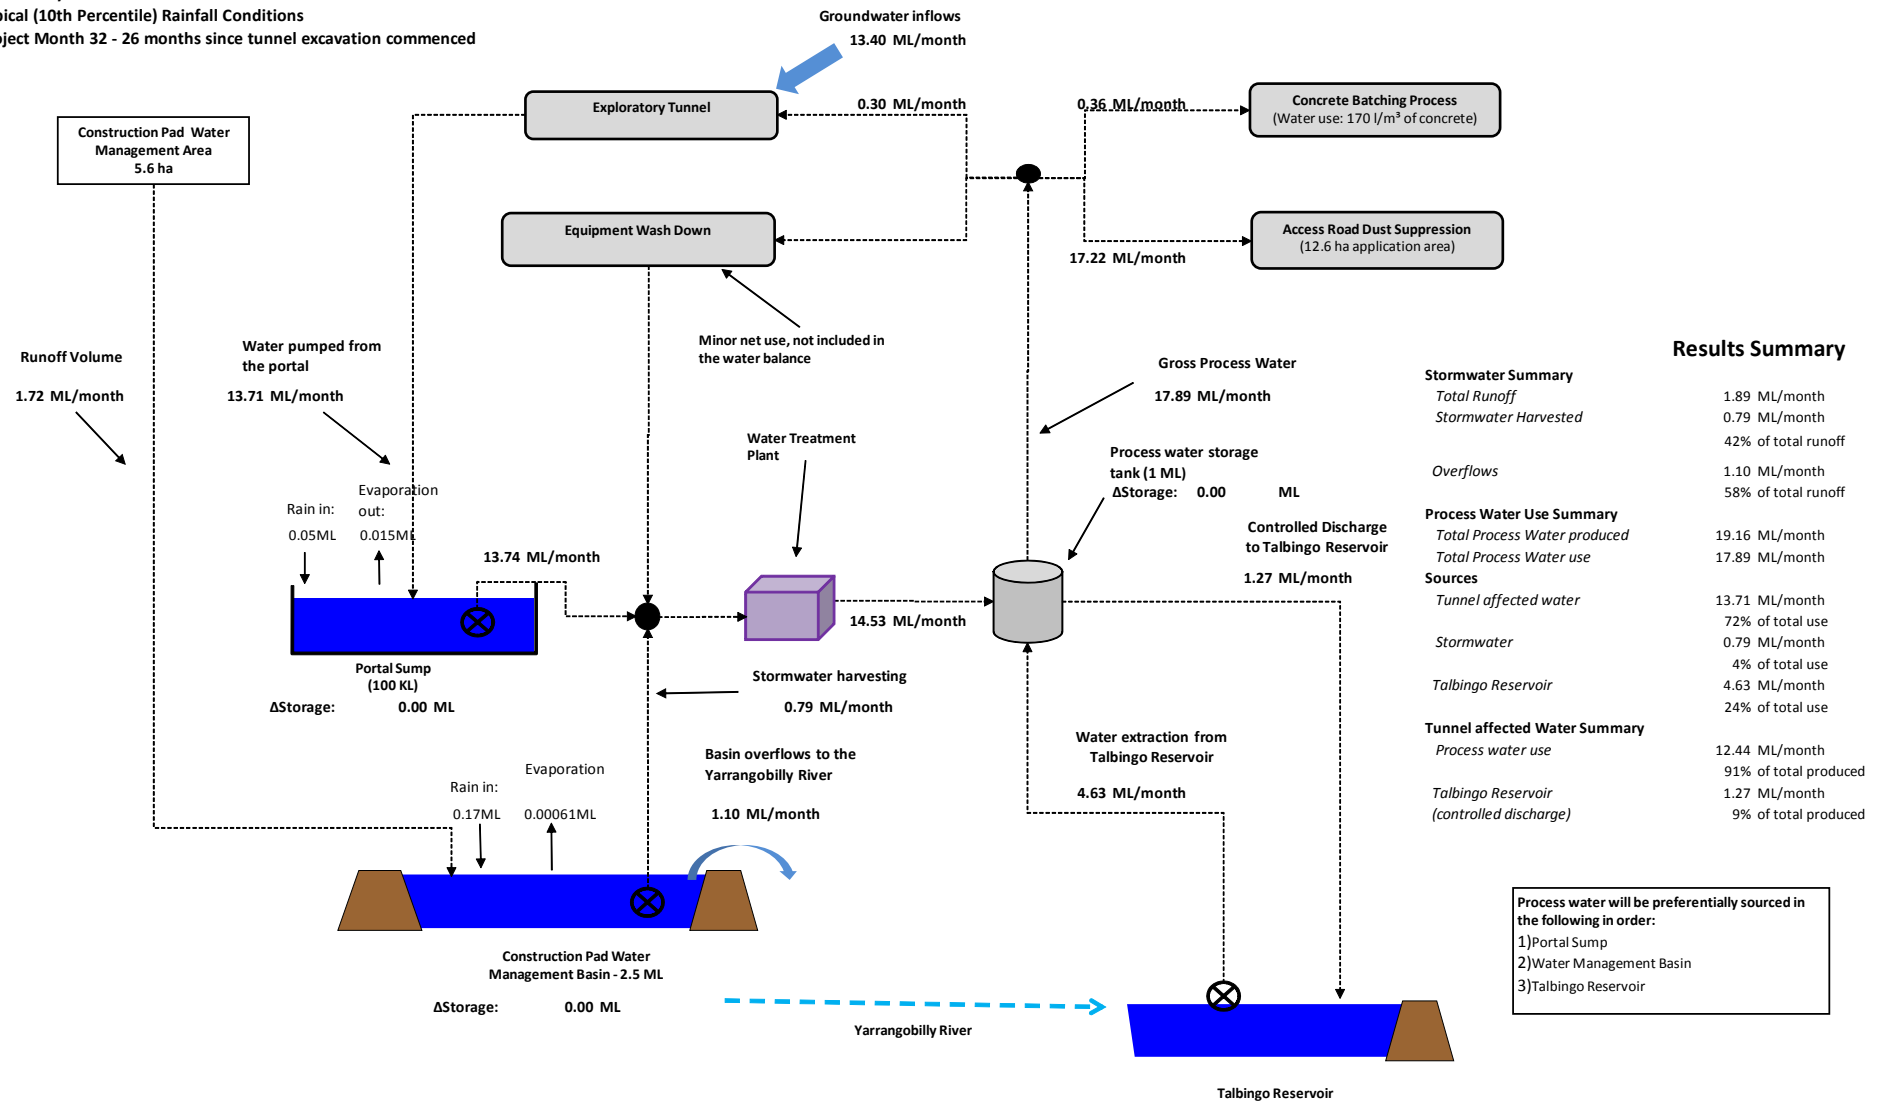 (10th Percentile) Rainfall Conditions
Month 32 - 26 months since tunnel excavation commenced
Groundwater inflows
13.40 ML/month
Exploratory Tunnel
0.30 ML/month
0.36 ML/month
Concrete Batching Process
(Water use: 170 l/m³ of concrete)
Construction Pad Water
Management Area
5.6 ha
Equipment Wash Down
Access Road Dust Suppression
(12.6 ha application area)
17.22 ML/month
Minor net use, not included in
the water balance
Runoff Volume
1.72 ML/month
Water pumped from
the portal
13.71 ML/month
Gross Process Water
17.89 ML/month
Water Treatment
Plant
Process water storage
tank (1 ML)
ΔStorage: 0.00 ML
Rain in:
0.05ML
Evaporation
out:
0.015ML
13.74 ML/month
Controlled Discharge
to Talbingo Reservoir
1.27 ML/month
14.53 ML/month
Portal Sump
(100 KL)
ΔStorage: 0.00 ML
Stormwater harvesting
0.79 ML/month
Basin overflows to the
Yarrangobilly River
1.10 ML/month
Water extraction from
Talbingo Reservoir
4.63 ML/month
Rain in:
0.17ML
Evaporation
0.00061ML
Construction Pad Water
Management Basin - 2.5 ML
ΔStorage: 0.00 ML
Yarrangobilly River
Talbingo Reservoir
Results Summary
Stormwater Summary
Total Runoff 1.89 ML/month
Stormwater Harvested 0.79 ML/month
42% of total runoff
Overflows 1.10 ML/month
58% of total runoff
Process Water Use Summary
Total Process Water produced 19.16 ML/month
Total Process Water use 17.89 ML/month
Sources
Tunnel affected water 13.71 ML/month
72% of total use
Stormwater 0.79 ML/month
4% of total use
Talbingo Reservoir 4.63 ML/month
24% of total use
Tunnel affected Water Summary
Process water use 12.44 ML/month
91% of total produced
Talbingo Reservoir 1.27 ML/month
(controlled discharge) 9% of total produced
Process water will be preferentially sourced in
the following in order:
1)Portal Sump
2)Water Management Basin
3)Talbingo Reservoir